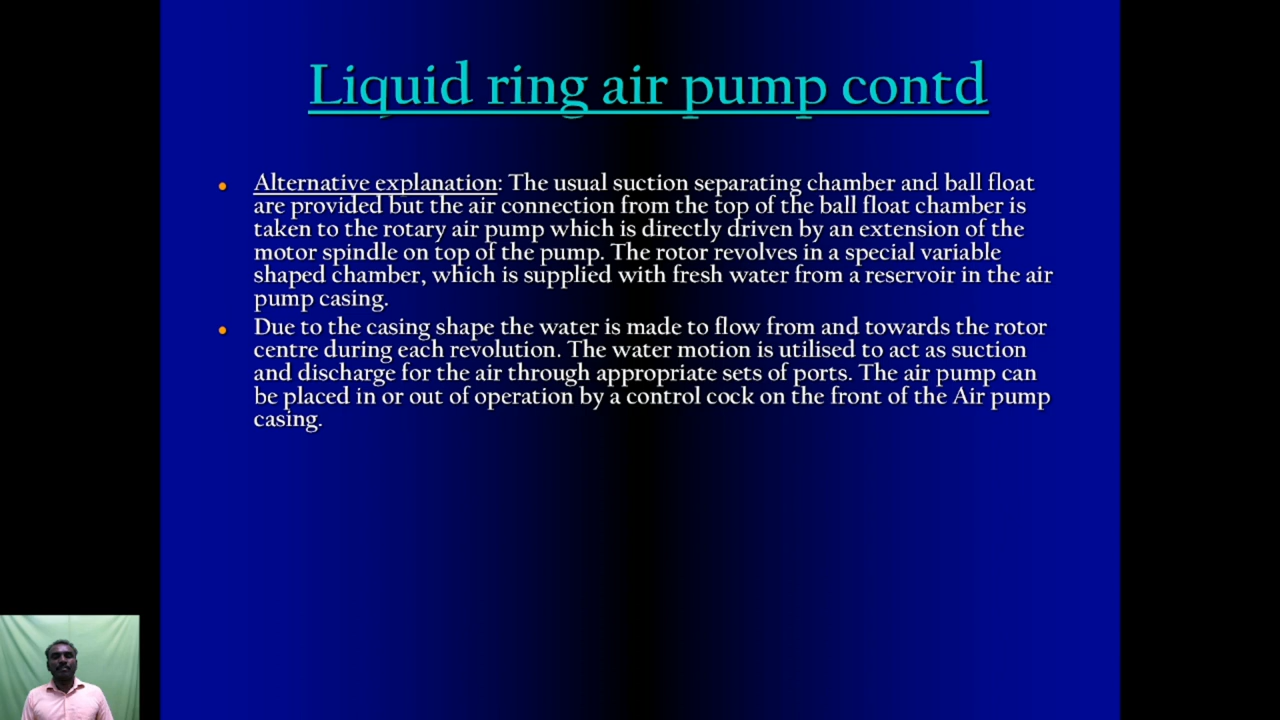 Liquid ring air pump contd
Alternative explanation: The usual suction separating chamber and ball float
are provided but the air connection from the top of the ball float chamber is
taken to the rotary air pump which is directly driven by an extension of the
motor spindle on top of the pump. The rotor revolves in a special variable
shaped chamber, which is supplied with fresh water from a reservoir in the air
pump casing.
Due to the casing shape the water is made to flow from and towards the rotor
centre during each revolution. The water motion is utilised to act as suction
and discharge for the air through appropriate sets of ports. The air pump can
be placed in or out of operation by a control cock on the front of the Air pump
casing.